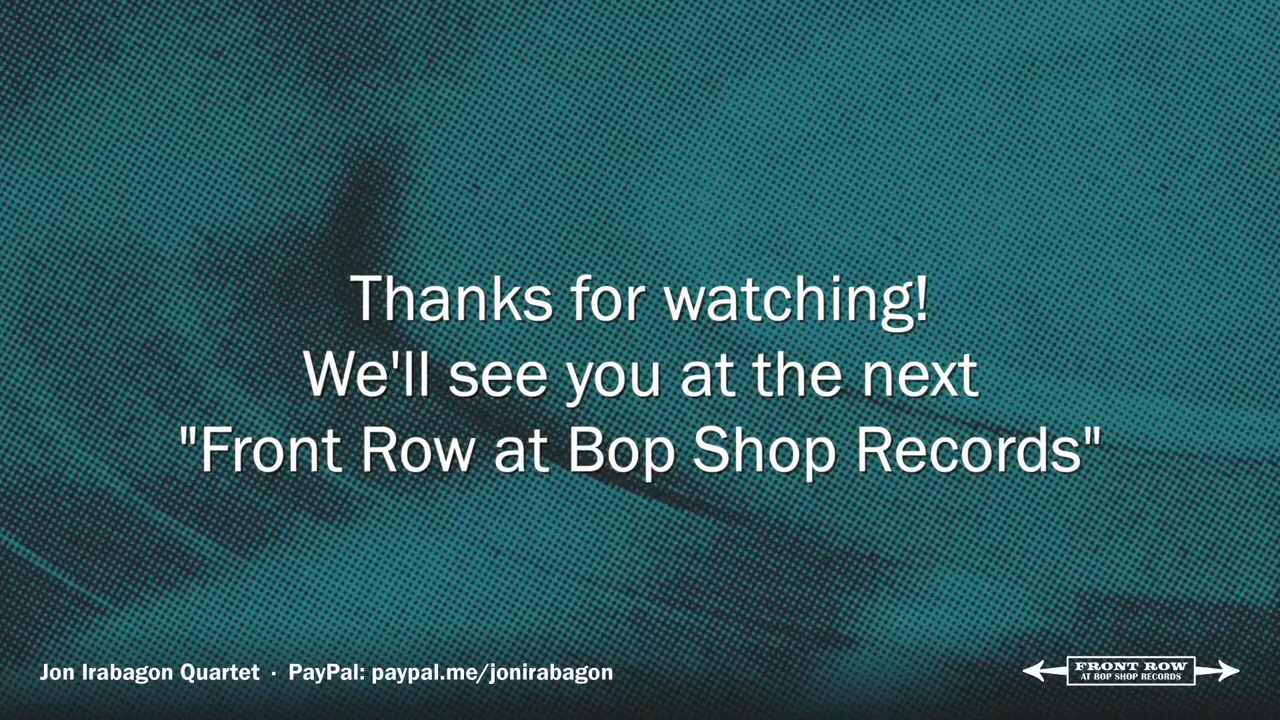 Thanks for watching!
We'll see you at the next
"Front Row at Bop Shop Records"
Jon Irabagon Quartet · PayPal: paypal.me/jonirabagon
FRONT ROW
AT BOP SHOP RECORDS